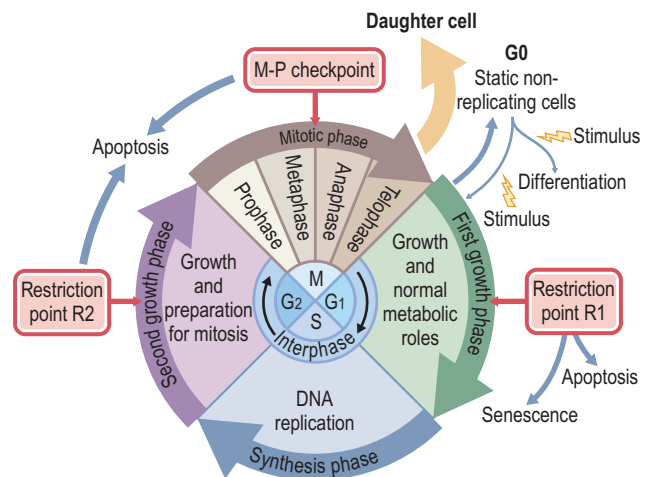 Daughter cell
G0
Static non-
replicating cells
M-P checkpoint
Stimulus
Apoptosis
Mitotic phase
Differentiation
Prophase
Metaphase
Anaphase
Telophase
Stimulus
Second growth phase
Growth
and
preparation
for mitosis
M
G2
G1
S
Interphase
Growth
and
normal
metabolic
roles
First growth phase
Restriction
point R2
Restriction
point R1
Apoptosis
Senescence
DNA
replication
Synthesis phase